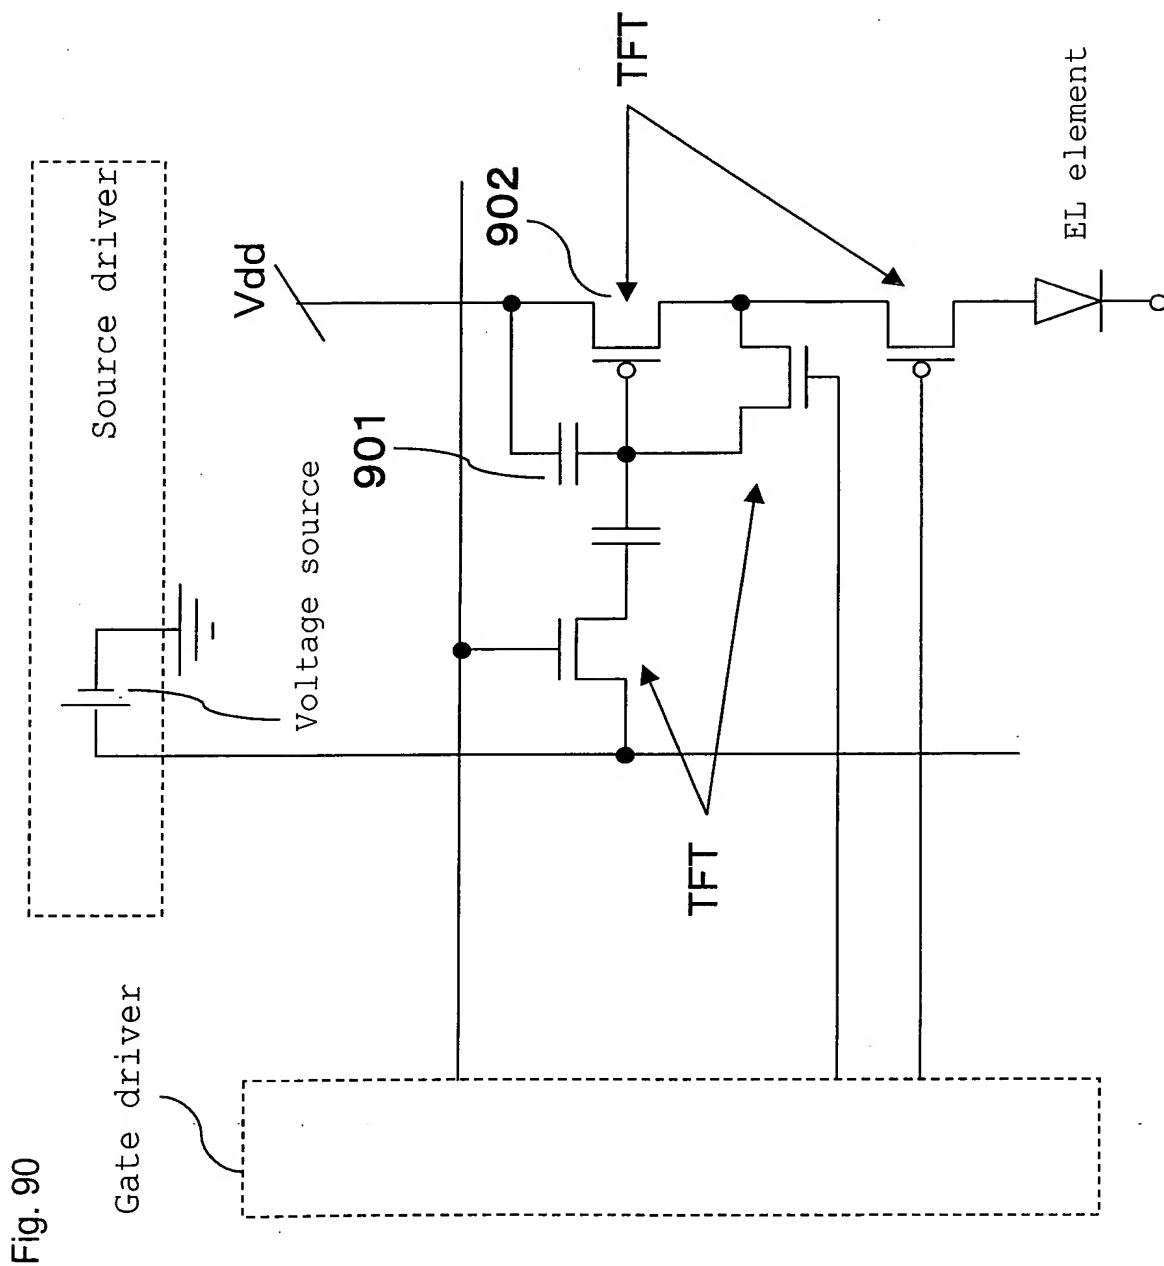 Fig. 90
Gate driver
Source driver
Voltage source
Vdd
901
902
TFT
TFT
EL element